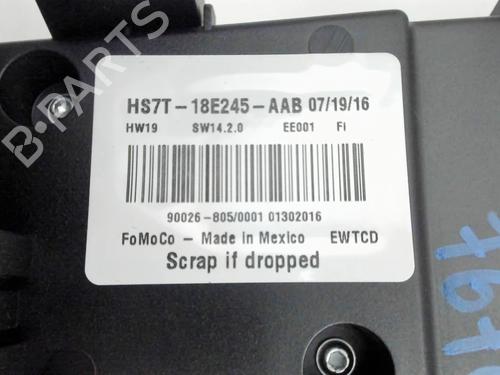 HS7T-18E245-AAB 07/19/16
HW19 SW14.2.0 EE001 Fi
90026-805/0001 01302016
FoMoCo - Made in Mexico EWTCD
Scrap if dropped
B-PARTS